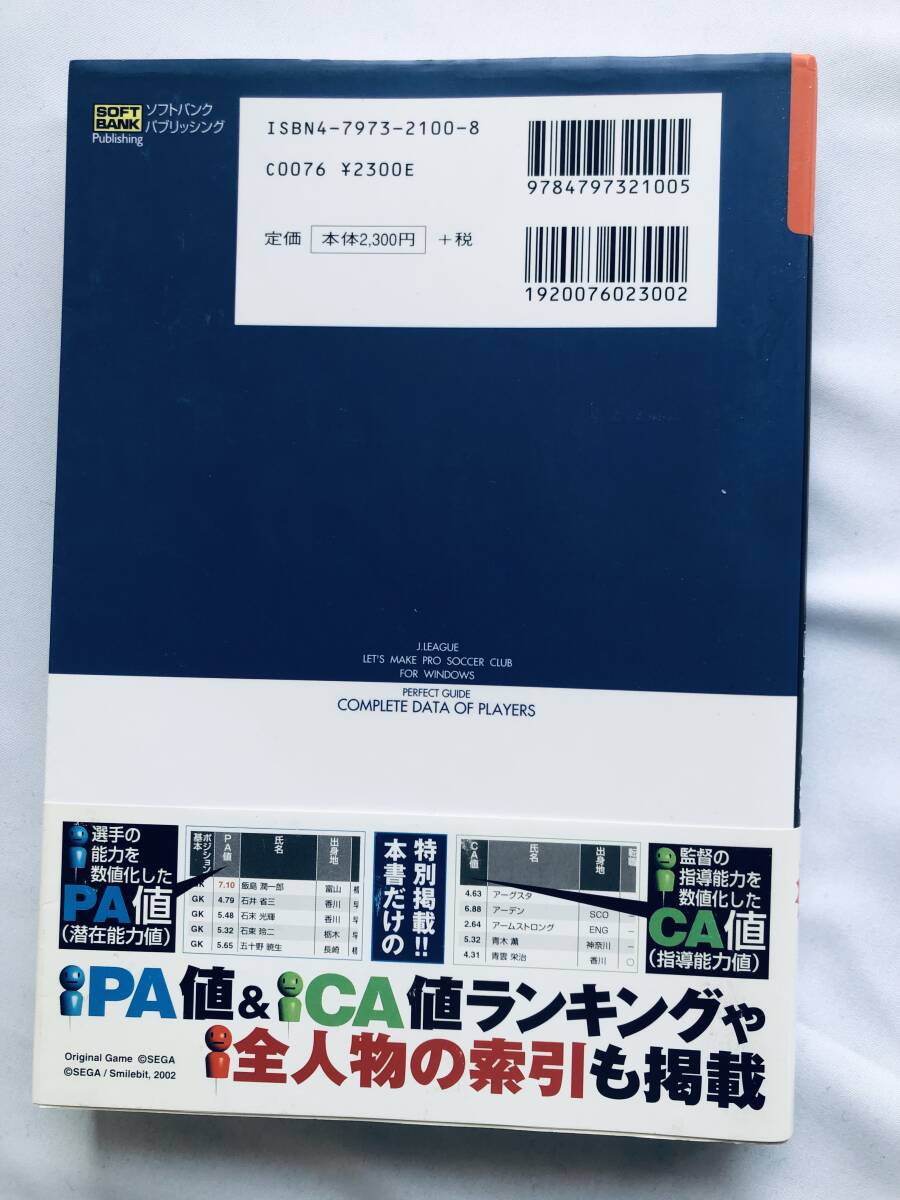 SOFT
BANK
Publishing
ソフトバンク
パブリッシング
ISBN4-7973-2100-8
C0076 ¥2300E
定価 本体2,300円 +税
9784797321005
1920076023002
J.LEAGUE
LET'S MAKE PRO SOCCER CLUB
FOR WINDOWS
PERFECT GUIDE
COMPLETE DATA OF PLAYERS
選手の
能力を
数値化した
PA値
(潜在能力値)
基本
ポジション
PA値
氏名
出身地
GK 7.10 飯島 潤一郎 富山
GK 4.79 石井 省三 香川
GK 5.48 石末 光輝 香川
GK 5.32 石東 玲二 栃木
GK 5.65 五十野 暁生 長崎
特別掲載!!
本書だけの
CA値
氏名
出身地
4.63 アーグスタ
6.88 アーデン SCO
2.64 アームストロング ENG
5.32 青木 薫 神奈川
4.31 青雲 栄治 香川
監督の
指導能力を
数値化した
CA値
(指導能力値)
PA値&CA値ランキングや
全人物の索引も掲載
Original Game ©SEGA
©SEGA / Smilebit, 2002